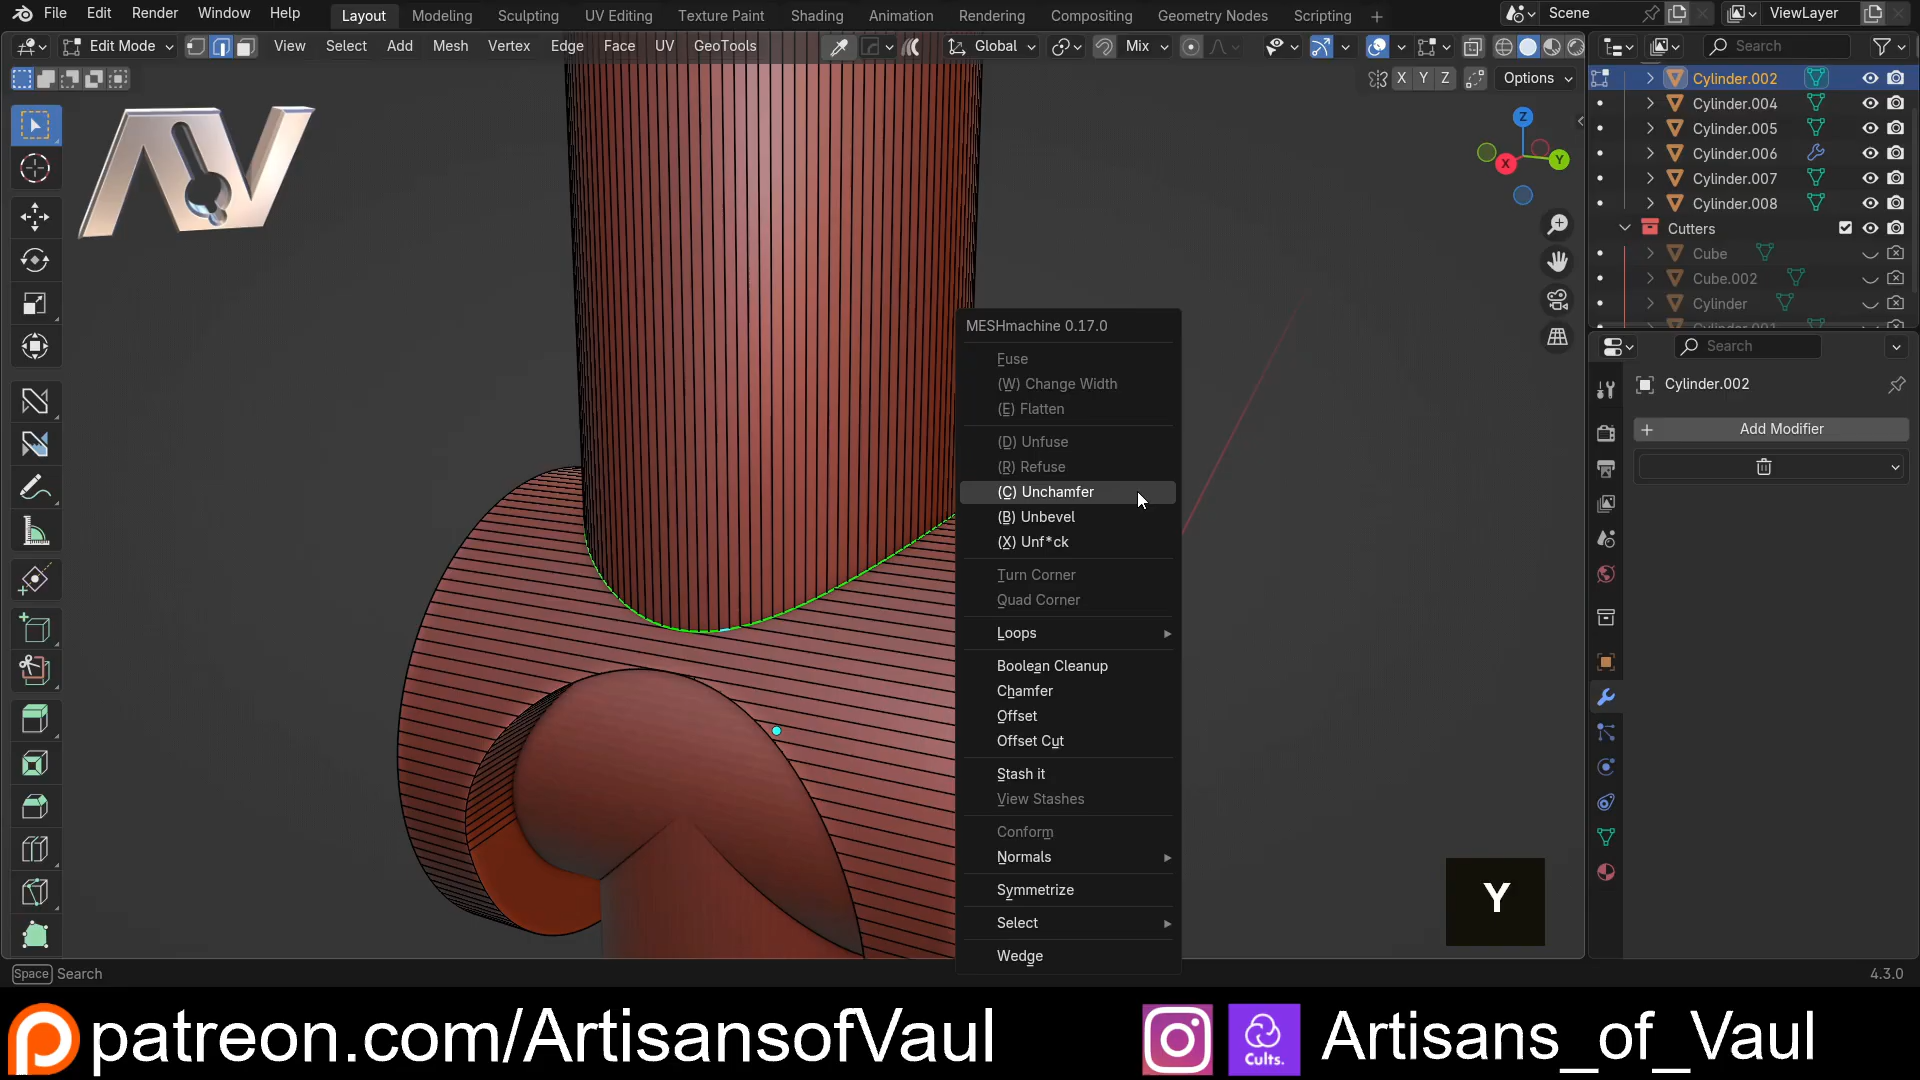 File Edit Render Window Help
Layout Modeling Sculpting UV Editing Texture Paint Shading Animation Rendering Compositing Geometry Nodes Scripting +
Scene
ViewLayer
Edit Mode
View Select Add Mesh Vertex Edge Face UV GeoTools
Global
Mix
Search
X Y Z
Options
AV
Z
X
Y
Cylinder.002
Cylinder.004
Cylinder.005
Cylinder.006
Cylinder.007
Cylinder.008
Cutters
Cube
Cube.002
Cylinder
Search
Cylinder.002
Add Modifier
MESHmachine 0.17.0
Fuse
(W) Change Width
(E) Flatten
(D) Unfuse
(R) Refuse
(C) Unchamfer
(B) Unbevel
(X) Unf*ck
Turn Corner
Quad Corner
Loops
Boolean Cleanup
Chamfer
Offset
Offset Cut
Stash it
View Stashes
Conform
Normals
Symmetrize
Select
Wedge
Y
Space Search
4.3.0
patreon.com/ArtisansofVaul
Cults.
Artisans_of_Vaul